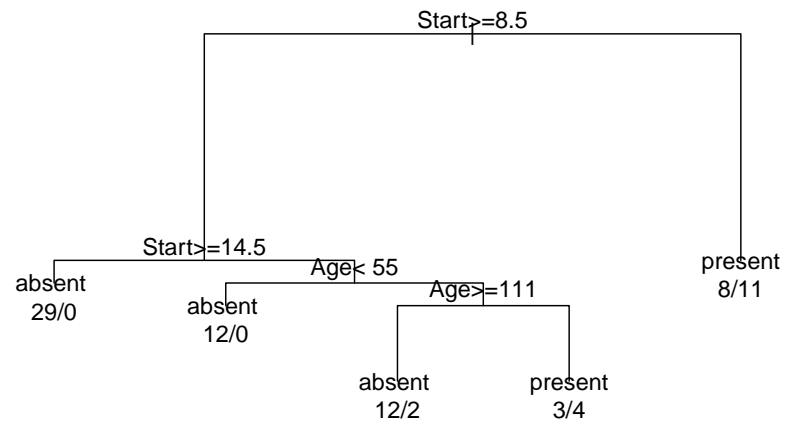 Start>=8.5
Start>=14.5
Age< 55
present
8/11
absent
29/0
Age>=111
absent
12/0
absent
12/2
present
3/4